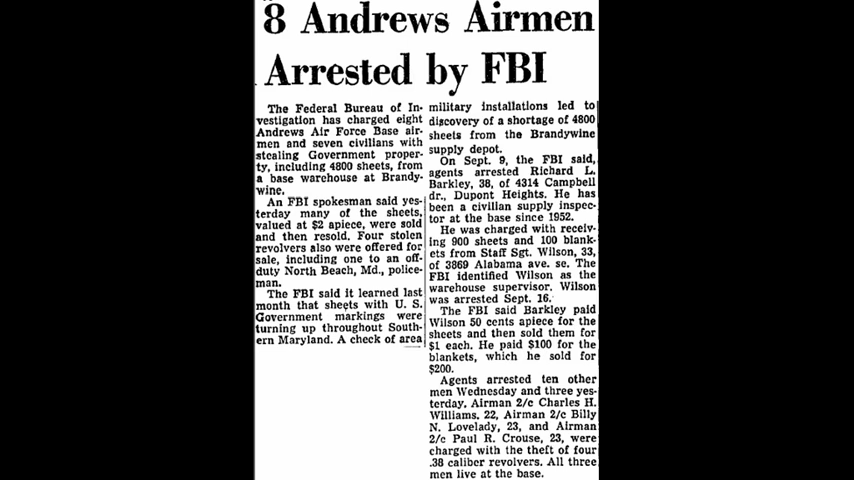 8 Andrews Airmen
Arrested by FBI
The Federal Bureau of In-
vestigation has charged eight
Andrews Air Force Base air-
men and seven civilians with
stealing Government proper-
ty, including 4800 sheets, from
a base warehouse at Brandy-
wine.
An FBI spokesman said yes-
terday many of the sheets,
valued at $2 apiece, were sold
and then resold. Four stolen
revolvers also were offered for
sale, including one to an off-
duty North Beach, Md., police-
man.
The FBI said it learned last
month that sheets with U. S.
Government markings were
turning up throughout South-
ern Maryland. A check of area
military installations led to
discovery of a shortage of 4800
sheets from the Brandywine
supply depot.
On Sept. 9, the FBI said,
agents arrested Richard L.
Barkley, 38, of 4314 Campbell
dr., Dupont Heights. He has
been a civilian supply inspec-
tor at the base since 1952.
He was charged with receiv-
ing 900 sheets and 100 blank-
ets from Staff Sgt. Wilson, 33,
of 3869 Alabama ave. se. The
FBI identified Wilson as the
warehouse supervisor. Wilson
was arrested Sept. 16.
The FBI said Barkley paid
Wilson 50 cents apiece for the
sheets and then sold them for
$1 each. He paid $100 for the
blankets, which he sold for
$200.
Agents arrested ten other
men Wednesday and three yes-
terday. Airman 2/c Charles H.
Williams, 22, Airman 2/c Billy
N. Lovelady, 23, and Airman
2/c Paul R. Crouse, 23, were
charged with the theft of four
.38 caliber revolvers. All three
men live at the base.